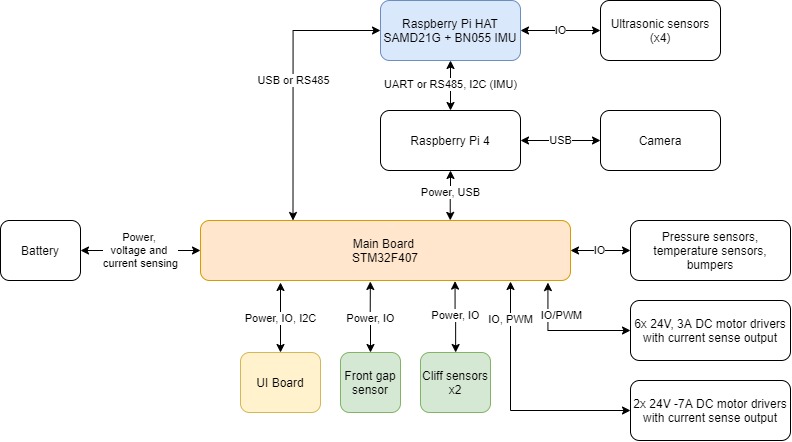 Raspberry Pi HAT
SAMD21G + BN055 IMU
IO
Ultrasonic sensors
(x4)
USB or RS485
UART or RS485, I2C (IMU)
Raspberry Pi 4
USB
Camera
Power, USB
Battery
Power,
voltage and
current sensing
Main Board
STM32F407
IO
Pressure sensors,
temperature sensors,
bumpers
Power, IO, I2C
Power, IO
Power, IO
IO, PWM
IO/PWM
6x 24V, 3A DC motor drivers
with current sense output
UI Board
Front gap
sensor
Cliff sensors
x2
2x 24V -7A DC motor drivers
with current sense output